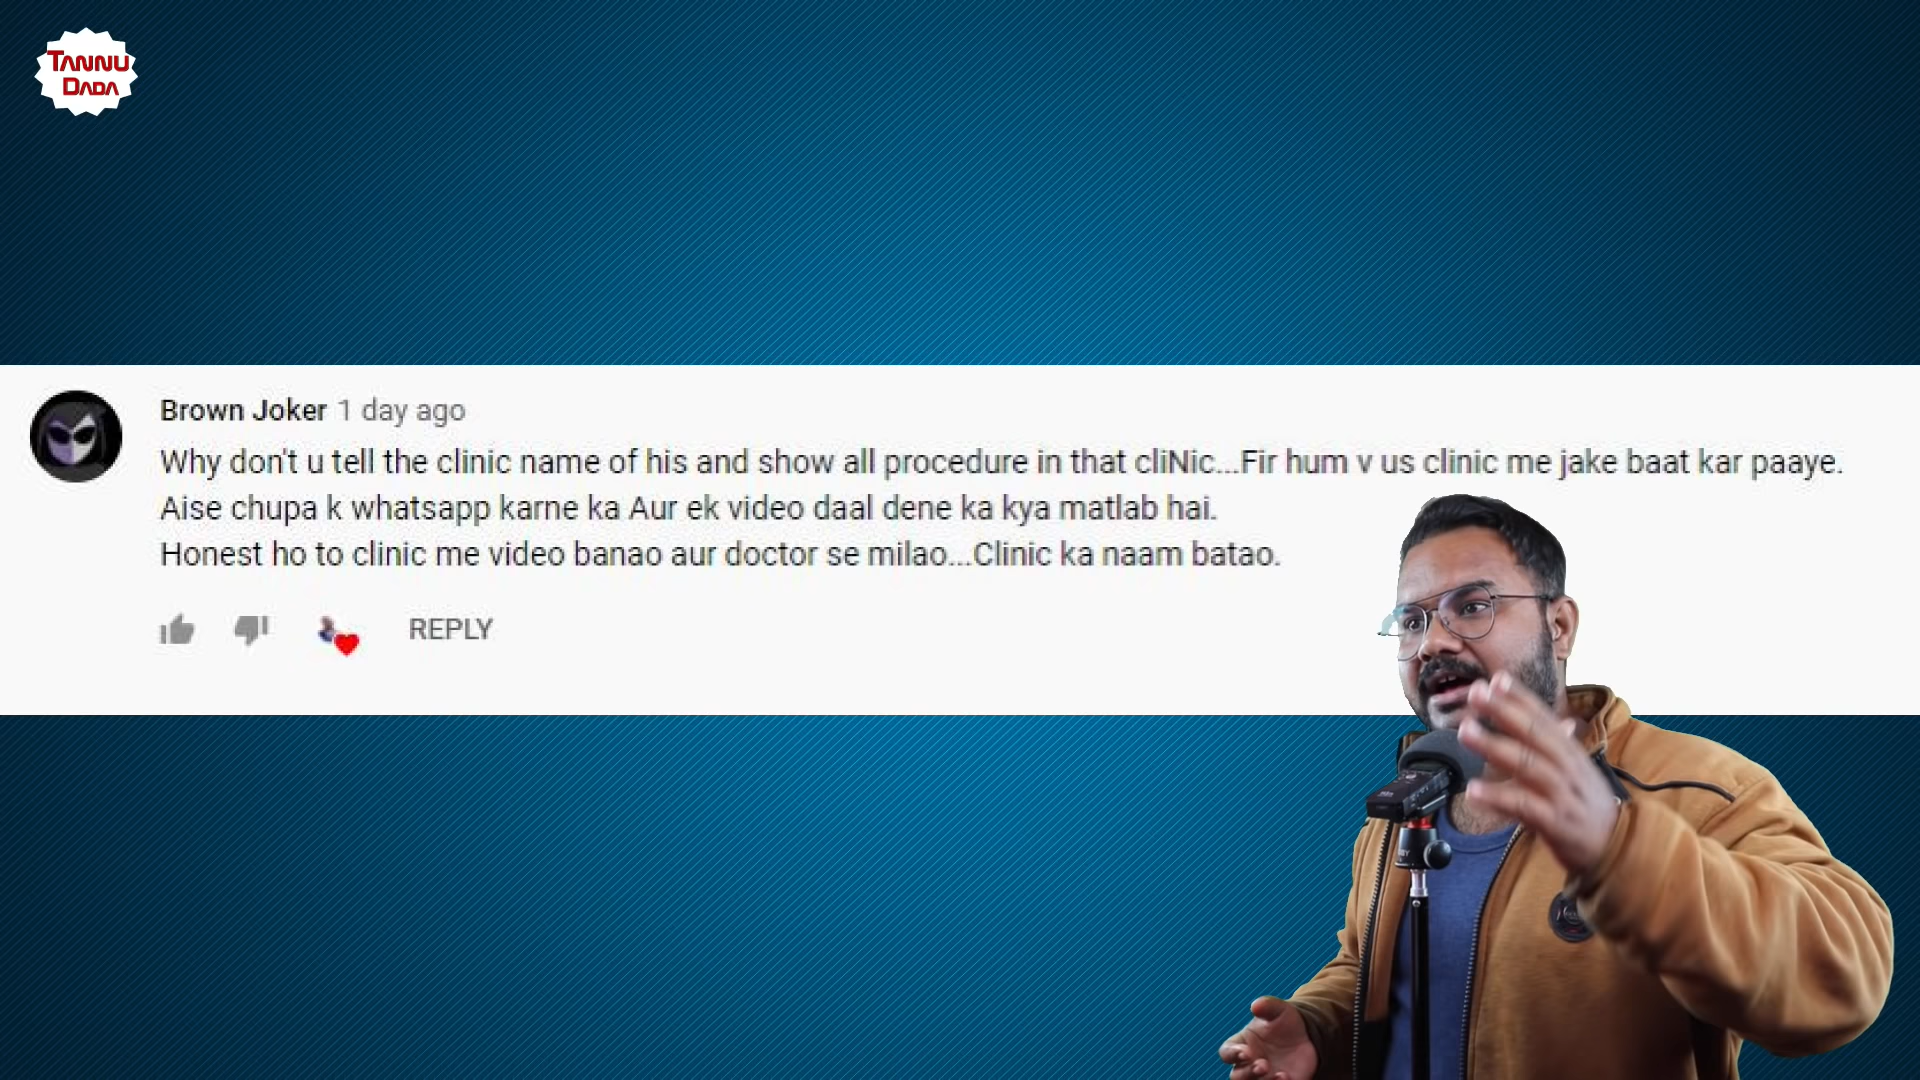 TANNU
DADA
Brown Joker 1 day ago
Why don't u tell the clinic name of his and show all procedure in that cliNic...Fir hum v us clinic me jake baat kar paaye.
Aise chupa k whatsapp karne ka Aur ek video daal dene ka kya matlab hai.
Honest ho to clinic me video banao aur doctor se milao...Clinic ka naam batao.
REPLY